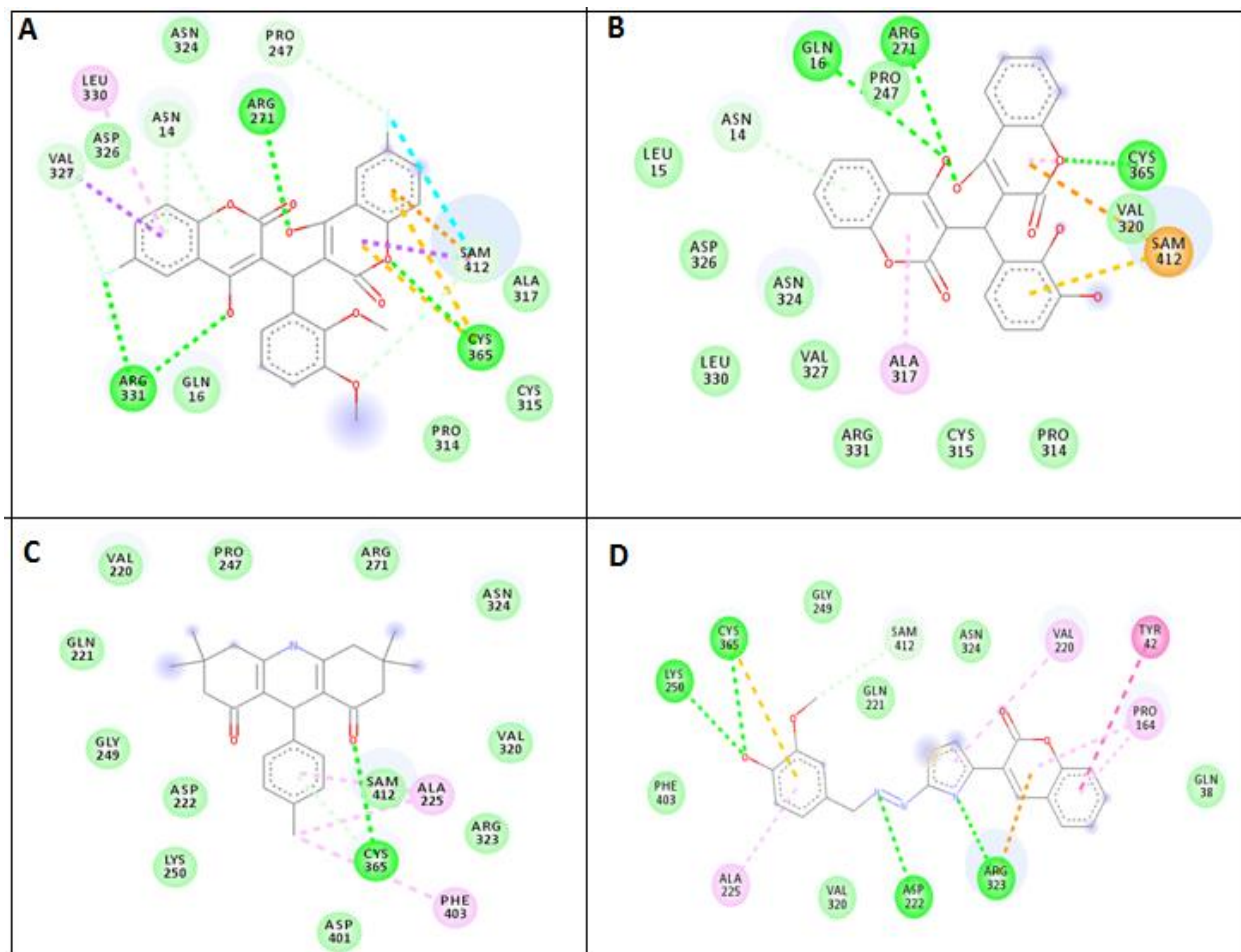 A
ASN
324
PRO
247
LEU
330
ARG
271
ASN
14
ASP
326
VAL
327
SAM
412
ALA
317
CYS
365
ARG
331
GLN
16
CYS
315
PRO
314
B
GLN
16
ARG
271
PRO
247
ASN
14
LEU
15
CYS
365
VAL
320
SAM
412
ASP
326
ASN
324
LEU
330
VAL
327
ALA
317
ARG
331
CYS
315
PRO
314
C
VAL
220
PRO
247
ARG
271
ASN
324
GLN
221
GLY
249
VAL
320
ASP
222
SAM
412
ALA
225
ARG
323
LYS
250
CYS
365
PHE
403
ASP
401
D
GLY
249
CYS
365
SAM
412
ASN
324
VAL
220
TYR
42
LYS
250
GLN
221
PRO
164
PHE
403
GLN
38
ALA
225
VAL
320
ASP
222
ARG
323